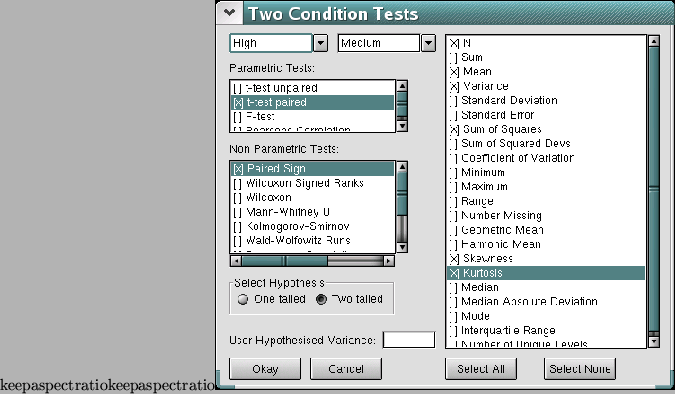 Two Condition Tests
High Medium
Parametric Tests:
[ ] t-test unpaired
[x] t-test paired
[ ] F-test
[ ] Pearsons Correlation
Non Parametric Tests:
[x] Paired Sign
[ ] Wilcoxon Signed Ranks
[ ] Wilcoxon
[ ] Mann-Whitney U
[ ] Kolmogorov-Smirnov
[ ] Wald-Wolfowitz Runs
Select Hypothesis
One tailed Two tailed
User Hypothesised Variance:
Okay Cancel
[x] N
[ ] Sum
[x] Mean
[x] Variance
[ ] Standard Deviation
[ ] Standard Error
[x] Sum of Squares
[ ] Sum of Squared Devs
[ ] Coefficient of Variation
[ ] Minimum
[ ] Maximum
[ ] Range
[ ] Number Missing
[ ] Geometric Mean
[ ] Harmonic Mean
[x] Skewness
[x] Kurtosis
[ ] Median
[ ] Median Absolute Deviation
[ ] Mode
[ ] Interquartile Range
[ ] Number of Unique Levels
Select All Select None
keepaspectratiokeepaspectratio